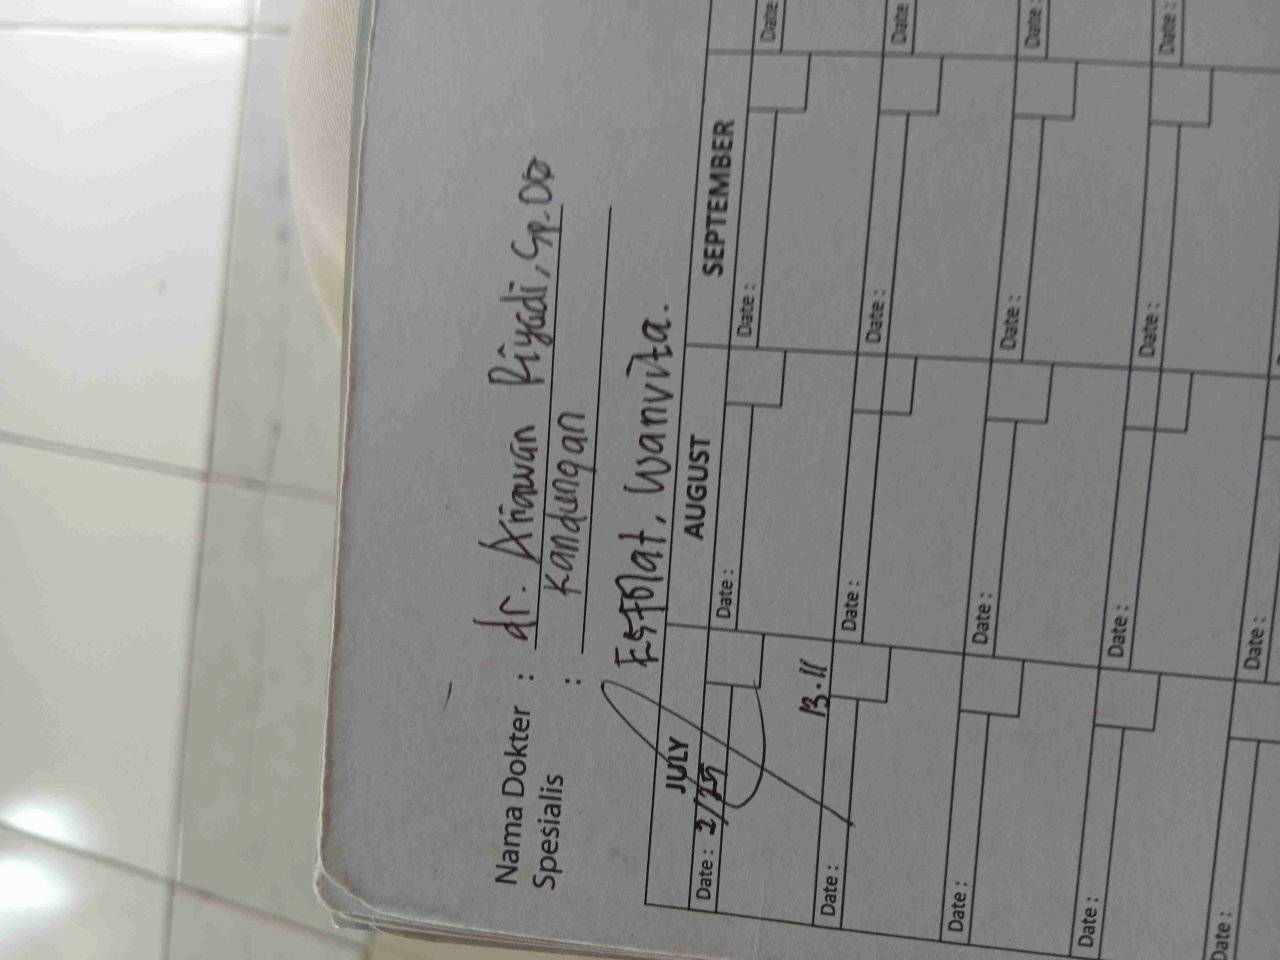 Nama Dokter : dr. Ariawan Riyadi, Sp.OG
Spesialis : Kandungan
Estolat, Wanvita.
JULY AUGUST SEPTEMBER
Date : 2/25 Date : Date : Date :
13.11
Date : Date : Date : Date :
Date : Date : Date : Date :
Date : Date : Date : Date :
Date : Date :